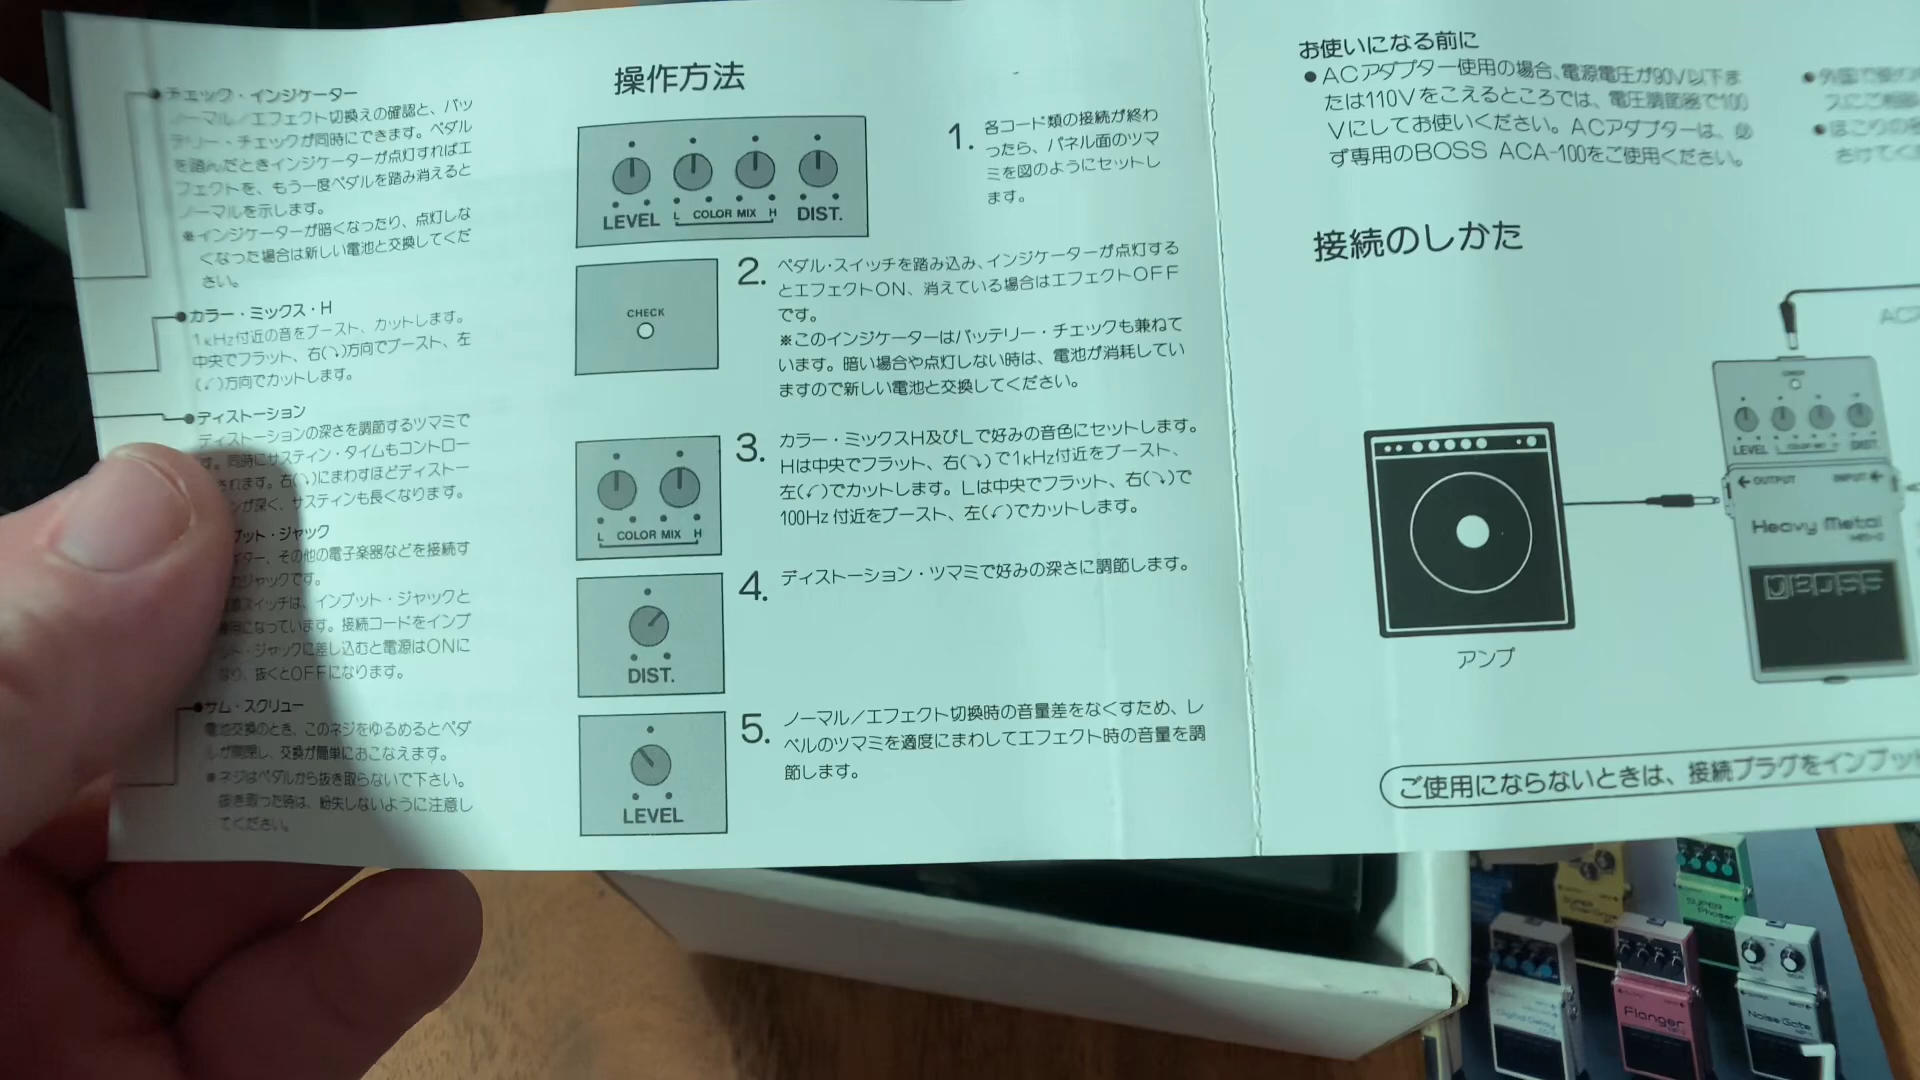 チェック・インジケーター
ノーマル／エフェクト切換えの確認と、バッ
テリー・チェックが同時にできます。ペダル
を踏んだときインジケーターが点灯すればエ
フェクトを、もう一度ペダルを踏み消えると
ノーマルを示します。
※インジケーターが暗くなったり、点灯しな
くなった場合は新しい電池と交換してくだ
さい。
カラー・ミックス・H
1kHz付近の音をブースト、カットします。
中央でフラット、右(↷)方向でブースト、左
(↶)方向でカットします。
ディストーション
ディストーションの深さを調節するツマミで
す。同時にサスティン・タイムもコントロー
されます。右(↷)にまわすほどディストー
ンが深く、サスティンも長くなります。
プット・ジャック
ター、その他の電子楽器などを接続す
ジャックです。
スイッチは、インプット・ジャックと
用になっています。接続コードをインプ
ット・ジャックに差し込むと電源はONに
なり、抜くとOFFになります。
サム・スクリュー
電池交換のとき、このネジをゆるめるとペダ
ルが開閉し、交換が簡単におこなえます。
※ネジはペダルから抜き取らないで下さい。
抜き取った時は、紛失しないように注意し
てください。
操作方法
LEVEL L COLOR MIX H DIST.
1. 各コード類の接続が終わ
ったら、パネル面のツマ
ミを図のようにセットし
ます。
CHECK
2. ペダル・スイッチを踏み込み、インジケーターが点灯する
とエフェクトON、消えている場合はエフェクトOFF
です。
※このインジケーターはバッテリー・チェックも兼ねて
います。暗い場合や点灯しない時は、電池が消耗してい
ますので新しい電池と交換してください。
L COLOR MIX H
3. カラー・ミックスH及びLで好みの音色にセットします。
Hは中央でフラット、右(↷)で1kHz付近をブースト、
左(↶)でカットします。Lは中央でフラット、右(↷)で
100Hz付近をブースト、左(↶)でカットします。
DIST.
4. ディストーション・ツマミで好みの深さに調節します。
LEVEL
5. ノーマル／エフェクト切換時の音量差をなくすため、レ
ベルのツマミを適度にまわしてエフェクト時の音量を調
節します。
お使いになる前に
●ACアダプター使用の場合、電源電圧が90V以下ま
たは110Vをこえるところでは、電圧調節器で100
Vにしてお使いください。ACアダプターは、必
ず専用のBOSS ACA-100をご使用ください。
接続のしかた
アンプ
CHECK
LEVEL COLOR MIX DIST.
←OUTPUT INPUT←
Heavy Metal
BOSS
ご使用にならないときは、接続プラグをインプッ
SUPER
SUPER
Phaser
Digital Delay
Flanger
Noise Gate